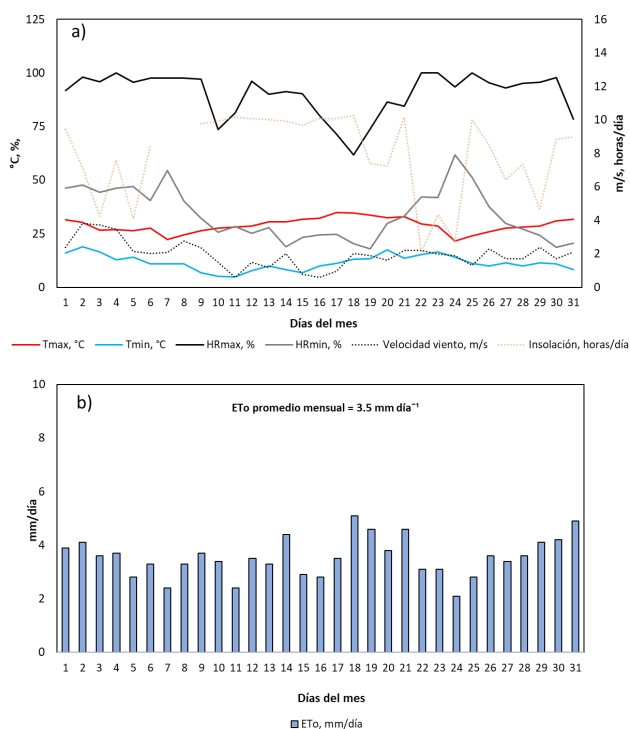 a)
125
100
75
50
25
0
°C, %,
16
14
12
10
8
6
4
2
0
m/s, horas/día
1 2 3 4 5 6 7 8 9 10 11 12 13 14 15 16 17 18 19 20 21 22 23 24 25 26 27 28 29 30 31
Días del mes
Tmax, °C Tmin, °C HRmax, % HRmin, % Velocidad viento, m/s Insolación, horas/día
b)
ETo promedio mensual = 3.5 mm día⁻¹
10
8
6
4
2
0
mm/día
1 2 3 4 5 6 7 8 9 10 11 12 13 14 15 16 17 18 19 20 21 22 23 24 25 26 27 28 29 30 31
Días del mes
ETo, mm/día